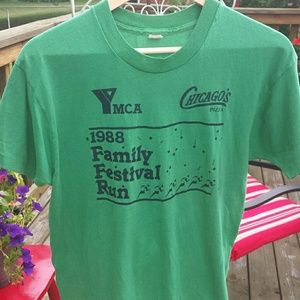 YMCA
CHICAGO'S
PIZZA
1988
Family
Festival
Run